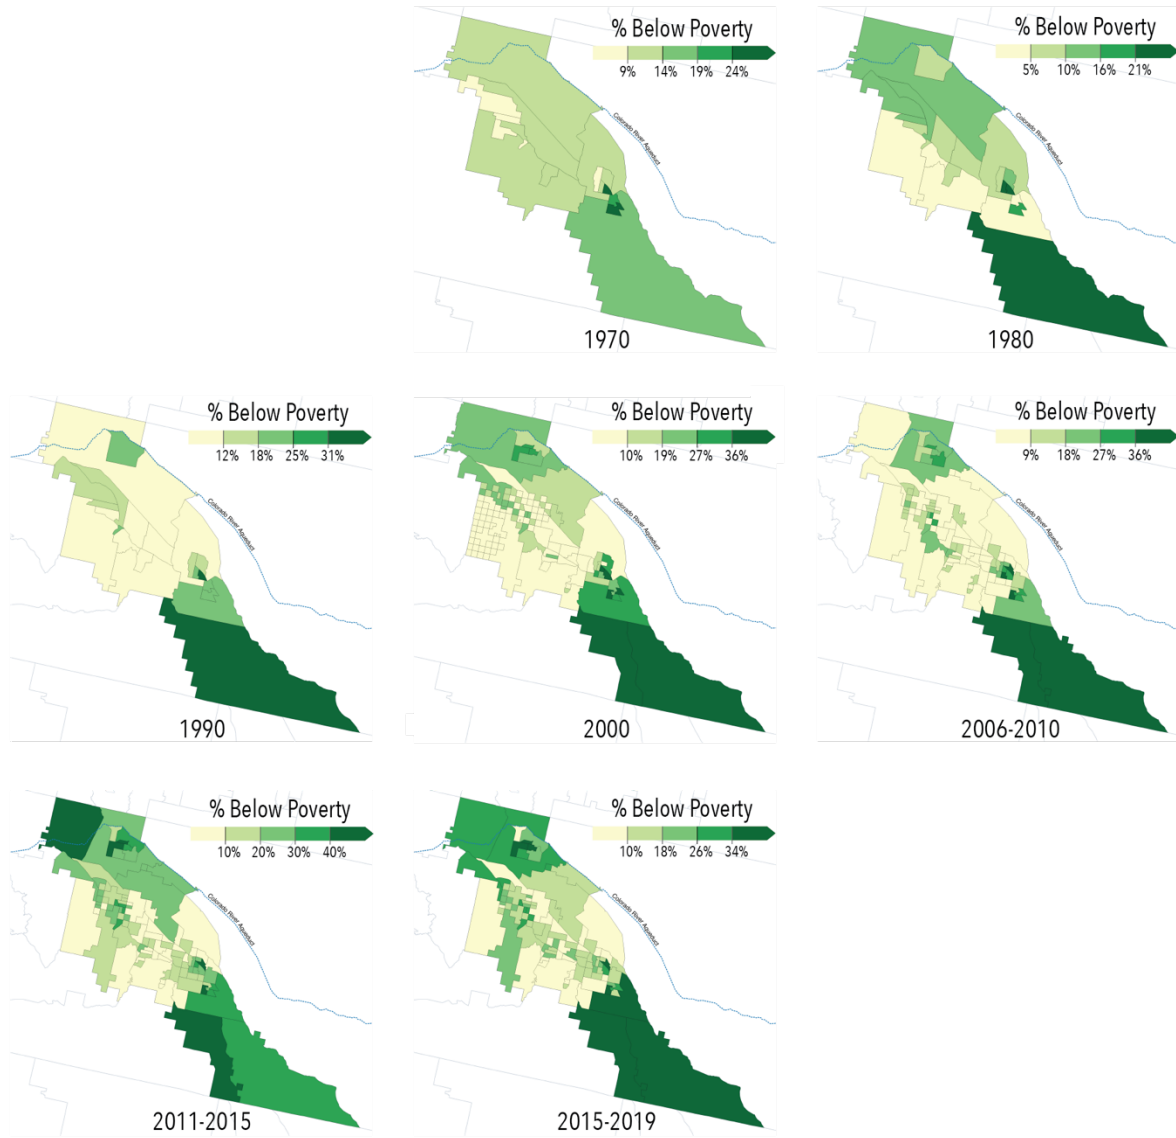 % Below Poverty
9% 14% 19% 24%
Colorado River Aqueduct
1970
% Below Poverty
5% 10% 16% 21%
Colorado River Aqueduct
1980
% Below Poverty
12% 18% 25% 31%
Colorado River Aqueduct
1990
% Below Poverty
10% 19% 27% 36%
Colorado River Aqueduct
2000
% Below Poverty
9% 18% 27% 36%
Colorado River Aqueduct
2006-2010
% Below Poverty
10% 20% 30% 40%
Colorado River Aqueduct
2011-2015
% Below Poverty
10% 18% 26% 34%
Colorado River Aqueduct
2015-2019